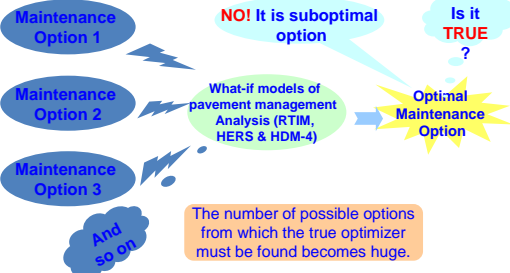 Maintenance
Option 1
NO! It is suboptimal
option
Is it
TRUE
?
Maintenance
Option 2
What-if models of
pavement management
Analysis (RTIM,
HERS & HDM-4)
Optimal
Maintenance
Option
Maintenance
Option 3
And
so on
The number of possible options
from which the true optimizer
must be found becomes huge.